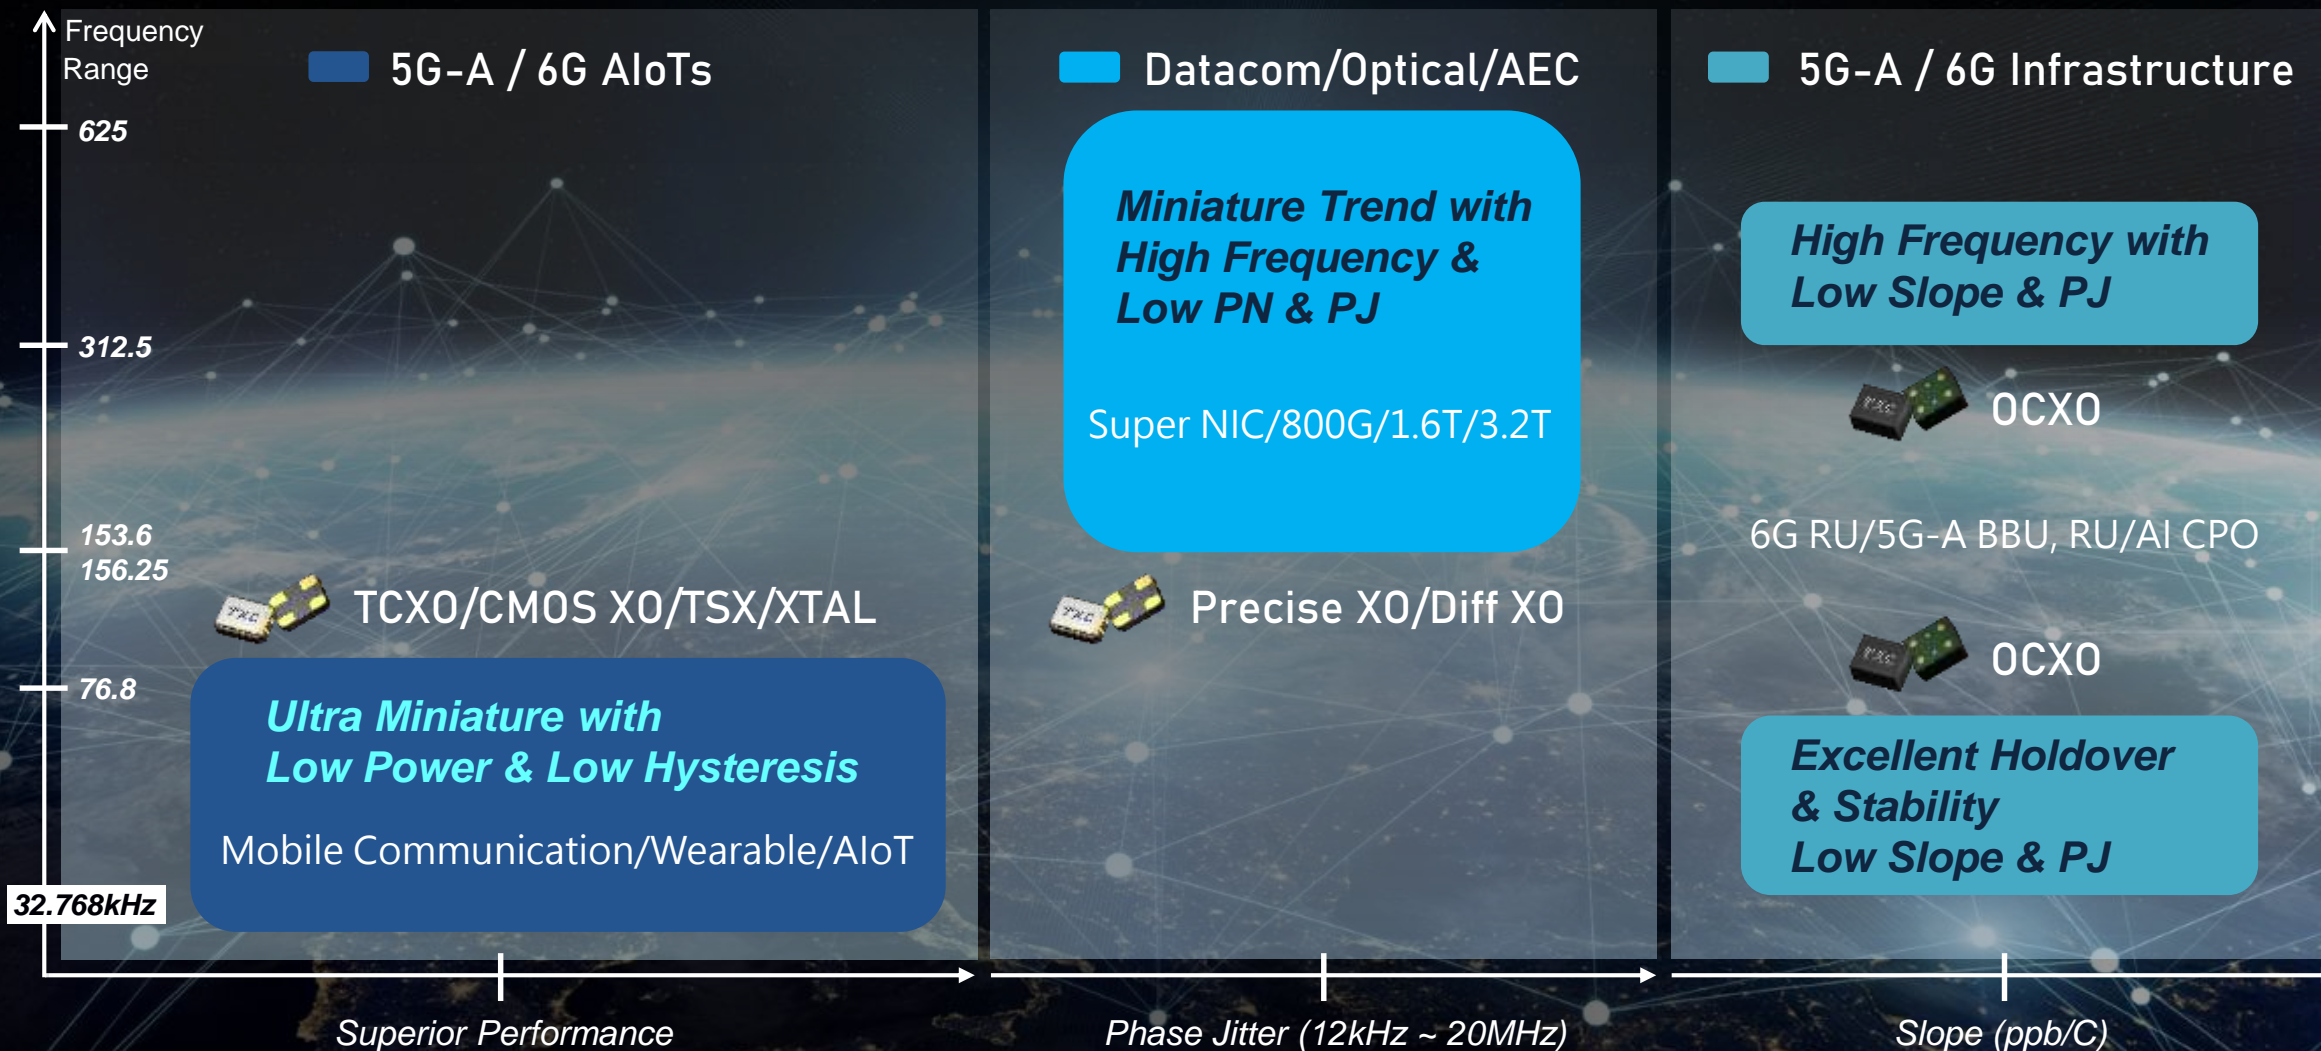 Frequency
Range
625
312.5
153.6
156.25
76.8
32.768kHz
5G-A / 6G AIoTs
TXC
TCXO/CMOS XO/TSX/XTAL
Ultra Miniature with
Low Power & Low Hysteresis
Mobile Communication/Wearable/AIoT
Superior Performance
Datacom/Optical/AEC
Miniature Trend with
High Frequency &
Low PN & PJ
Super NIC/800G/1.6T/3.2T
TXC
Precise XO/Diff XO
Phase Jitter (12kHz ~ 20MHz)
5G-A / 6G Infrastructure
High Frequency with
Low Slope & PJ
TXC
OCXO
6G RU/5G-A BBU, RU/AI CPO
TXC
OCXO
Excellent Holdover
& Stability
Low Slope & PJ
Slope (ppb/C)